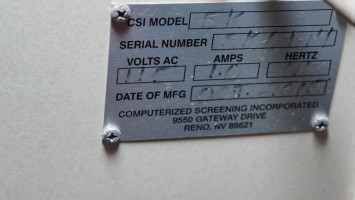 CSI MODEL
SERIAL NUMBER
VOLTS AC AMPS HERTZ
115
DATE OF MFG
COMPUTERIZED SCREENING INCORPORATED
9550 GATEWAY DRIVE
RENO, NV 89521